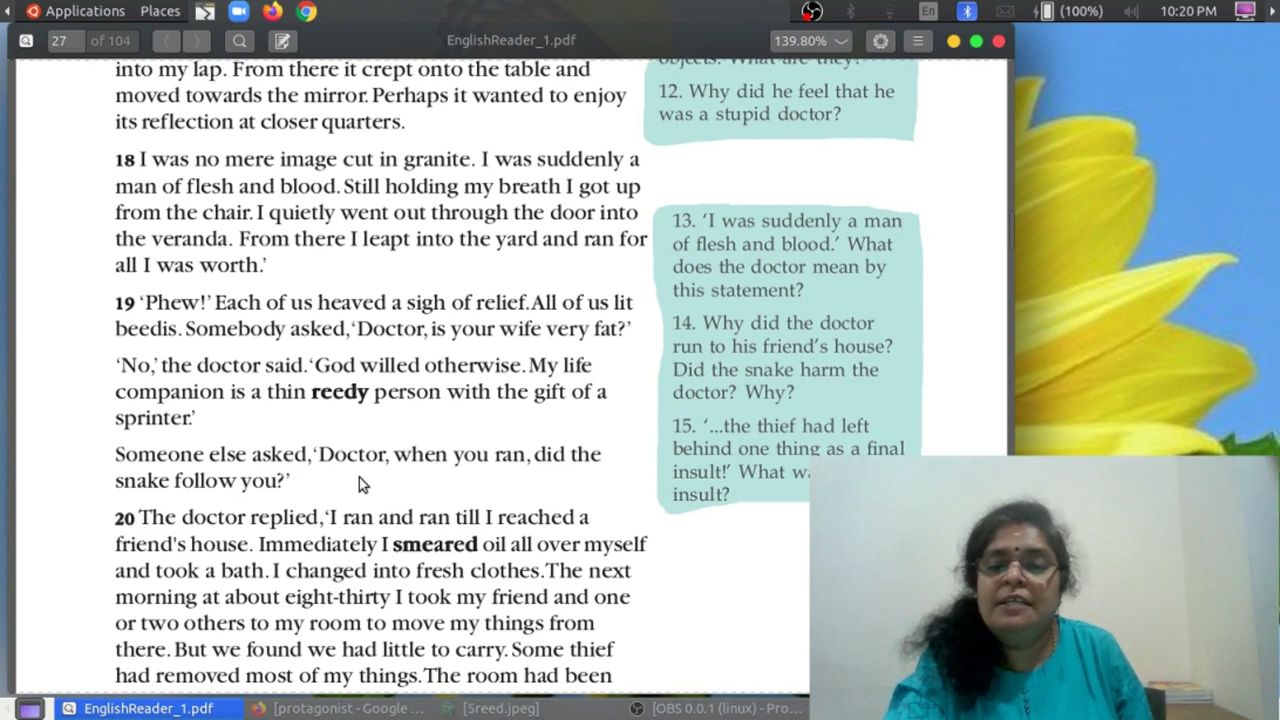 Applications Places
En (100%) 10:20 PM
27 of 104 EnglishReader_1.pdf 139.80%
into my lap. From there it crept onto the table and
moved towards the mirror. Perhaps it wanted to enjoy
its reflection at closer quarters.
18 I was no mere image cut in granite. I was suddenly a
man of flesh and blood. Still holding my breath I got up
from the chair. I quietly went out through the door into
the veranda. From there I leapt into the yard and ran for
all I was worth.’
19 ‘Phew!’ Each of us heaved a sigh of relief. All of us lit
beedis. Somebody asked, ‘Doctor, is your wife very fat?’
‘No,’ the doctor said. ‘God willed otherwise. My life
companion is a thin reedy person with the gift of a
sprinter.’
Someone else asked, ‘Doctor, when you ran, did the
snake follow you?’
20 The doctor replied, ‘I ran and ran till I reached a
friend's house. Immediately I smeared oil all over myself
and took a bath. I changed into fresh clothes. The next
morning at about eight-thirty I took my friend and one
or two others to my room to move my things from
there. But we found we had little to carry. Some thief
had removed most of my things. The room had been
objects. What are they?
12. Why did he feel that he
was a stupid doctor?
13. ‘I was suddenly a man
of flesh and blood.’ What
does the doctor mean by
this statement?
14. Why did the doctor
run to his friend’s house?
Did the snake harm the
doctor? Why?
15. ‘...the thief had left
behind one thing as a final
insult!’ What
insult?
EnglishReader_1.pdf [protagonist - Google ... [5reed.jpeg] [OBS 0.0.1 (linux) - Pro...